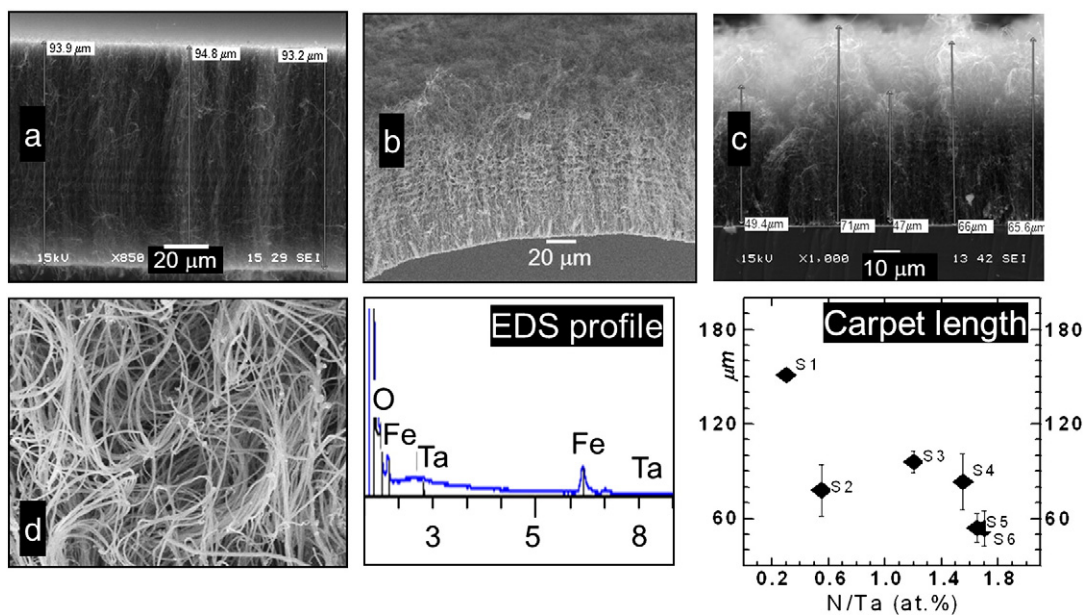 93.9 μm
94.8 μm
93.2 μm
a
15kV X850 20 μm 15 29 SEI
b
20 μm
c
49.4μm
71μm
47μm
66μm
65.6μm
15kV X1,000 10 μm 13 42 SEI
d
EDS profile
O
Fe
Ta
Fe
Ta
3 5 8
Carpet length
180 180
μm
120 120
60 60
S1
S2
S3
S4
S5
S6
0.2 0.6 1.0 1.4 1.8
N/Ta (at.%)